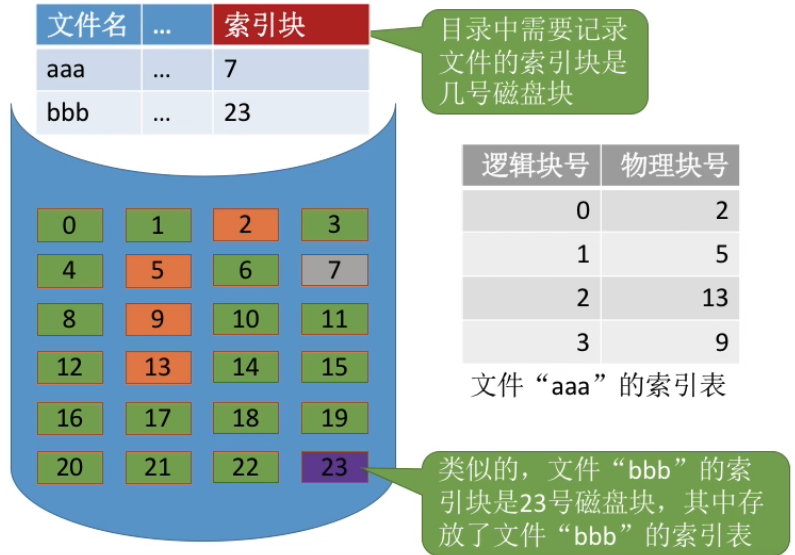 文件名 ... 索引块
aaa ... 7
bbb ... 23
目录中需要记录
文件的索引块是
几号磁盘块
逻辑块号 物理块号
0 2
1 5
2 13
3 9
文件“aaa”的索引表
0 1 2 3
4 5 6 7
8 9 10 11
12 13 14 15
16 17 18 19
20 21 22 23
类似的，文件“bbb”的索
引块是23号磁盘块，其中存
放了文件“bbb”的索引表